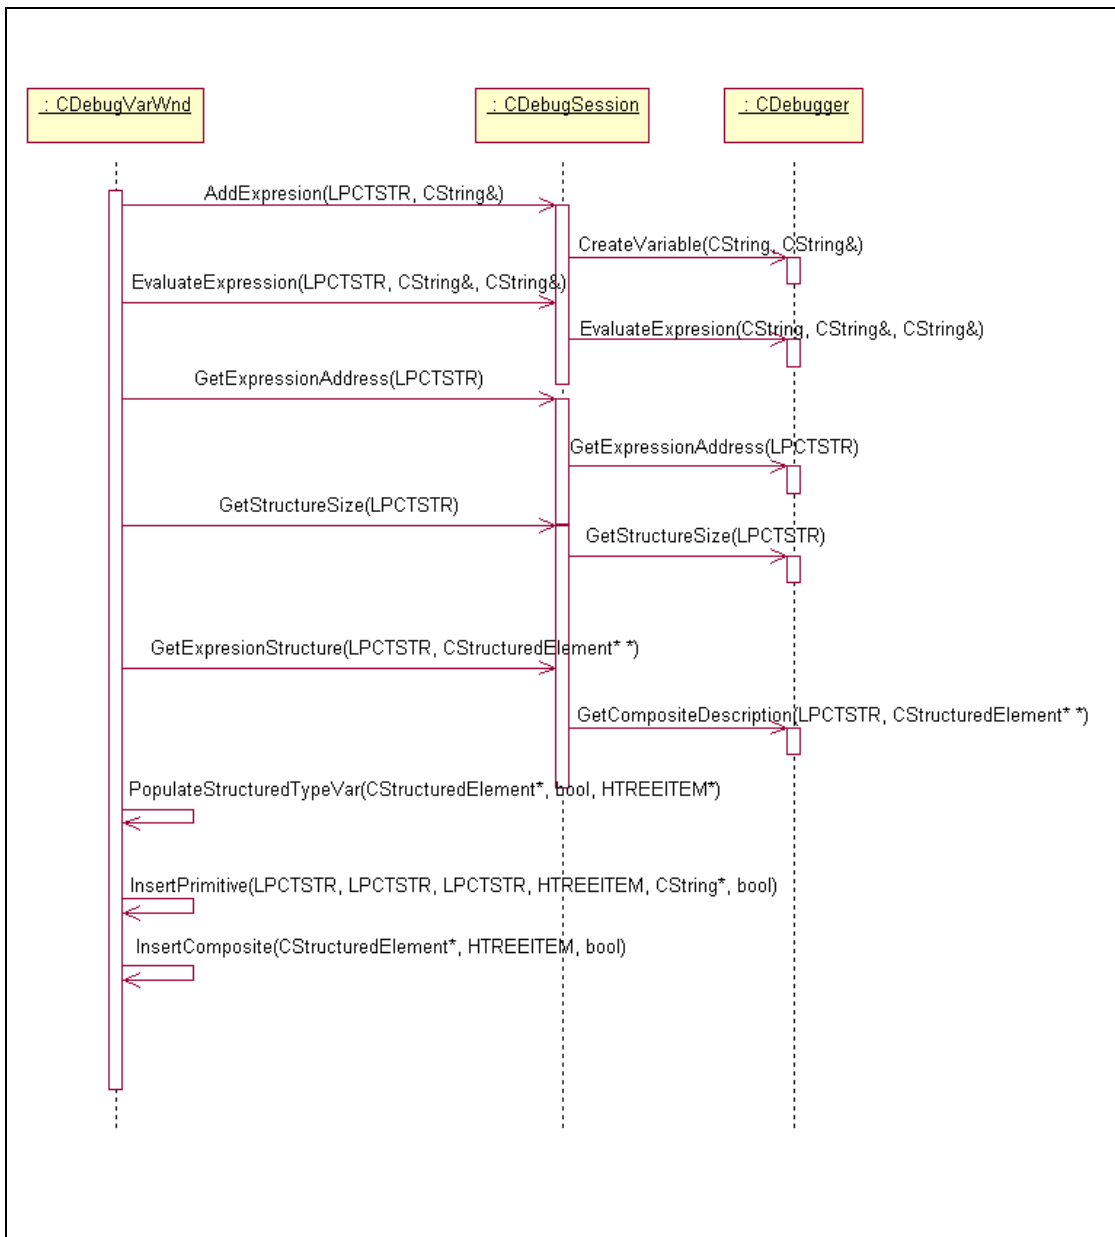 : CDebugVarWnd
: CDebugSession
: CDebugger
AddExpresion(LPCTSTR, CString&)
CreateVariable(CString, CString&)
EvaluateExpression(LPCTSTR, CString&, CString&)
EvaluateExpresion(CString, CString&, CString&)
GetExpressionAddress(LPCTSTR)
GetExpressionAddress(LPCTSTR)
GetStructureSize(LPCTSTR)
GetStructureSize(LPCTSTR)
GetExpresionStructure(LPCTSTR, CStructuredElement* *)
GetCompositeDescription(LPCTSTR, CStructuredElement* *)
PopulateStructuredTypeVar(CStructuredElement*, bool, HTREEITEM*)
InsertPrimitive(LPCTSTR, LPCTSTR, LPCTSTR, HTREEITEM, CString*, bool)
InsertComposite(CStructuredElement*, HTREEITEM, bool)